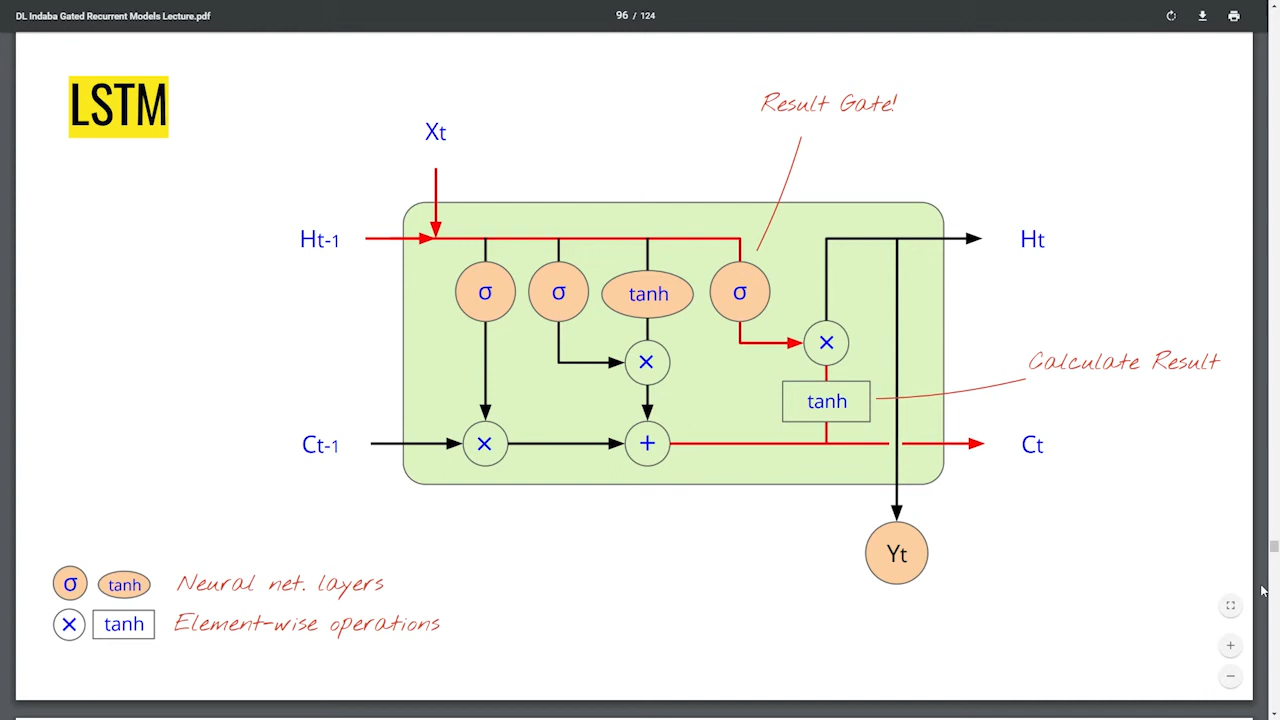 DL Indaba Gated Recurrent Models Lecture.pdf
96 / 124
LSTM
Result Gate!
Xt
Ht-1
Ht
σ
σ
tanh
σ
×
×
Calculate Result
tanh
Ct-1
×
+
Ct
Yt
σ tanh Neural net. layers
× tanh Element-wise operations